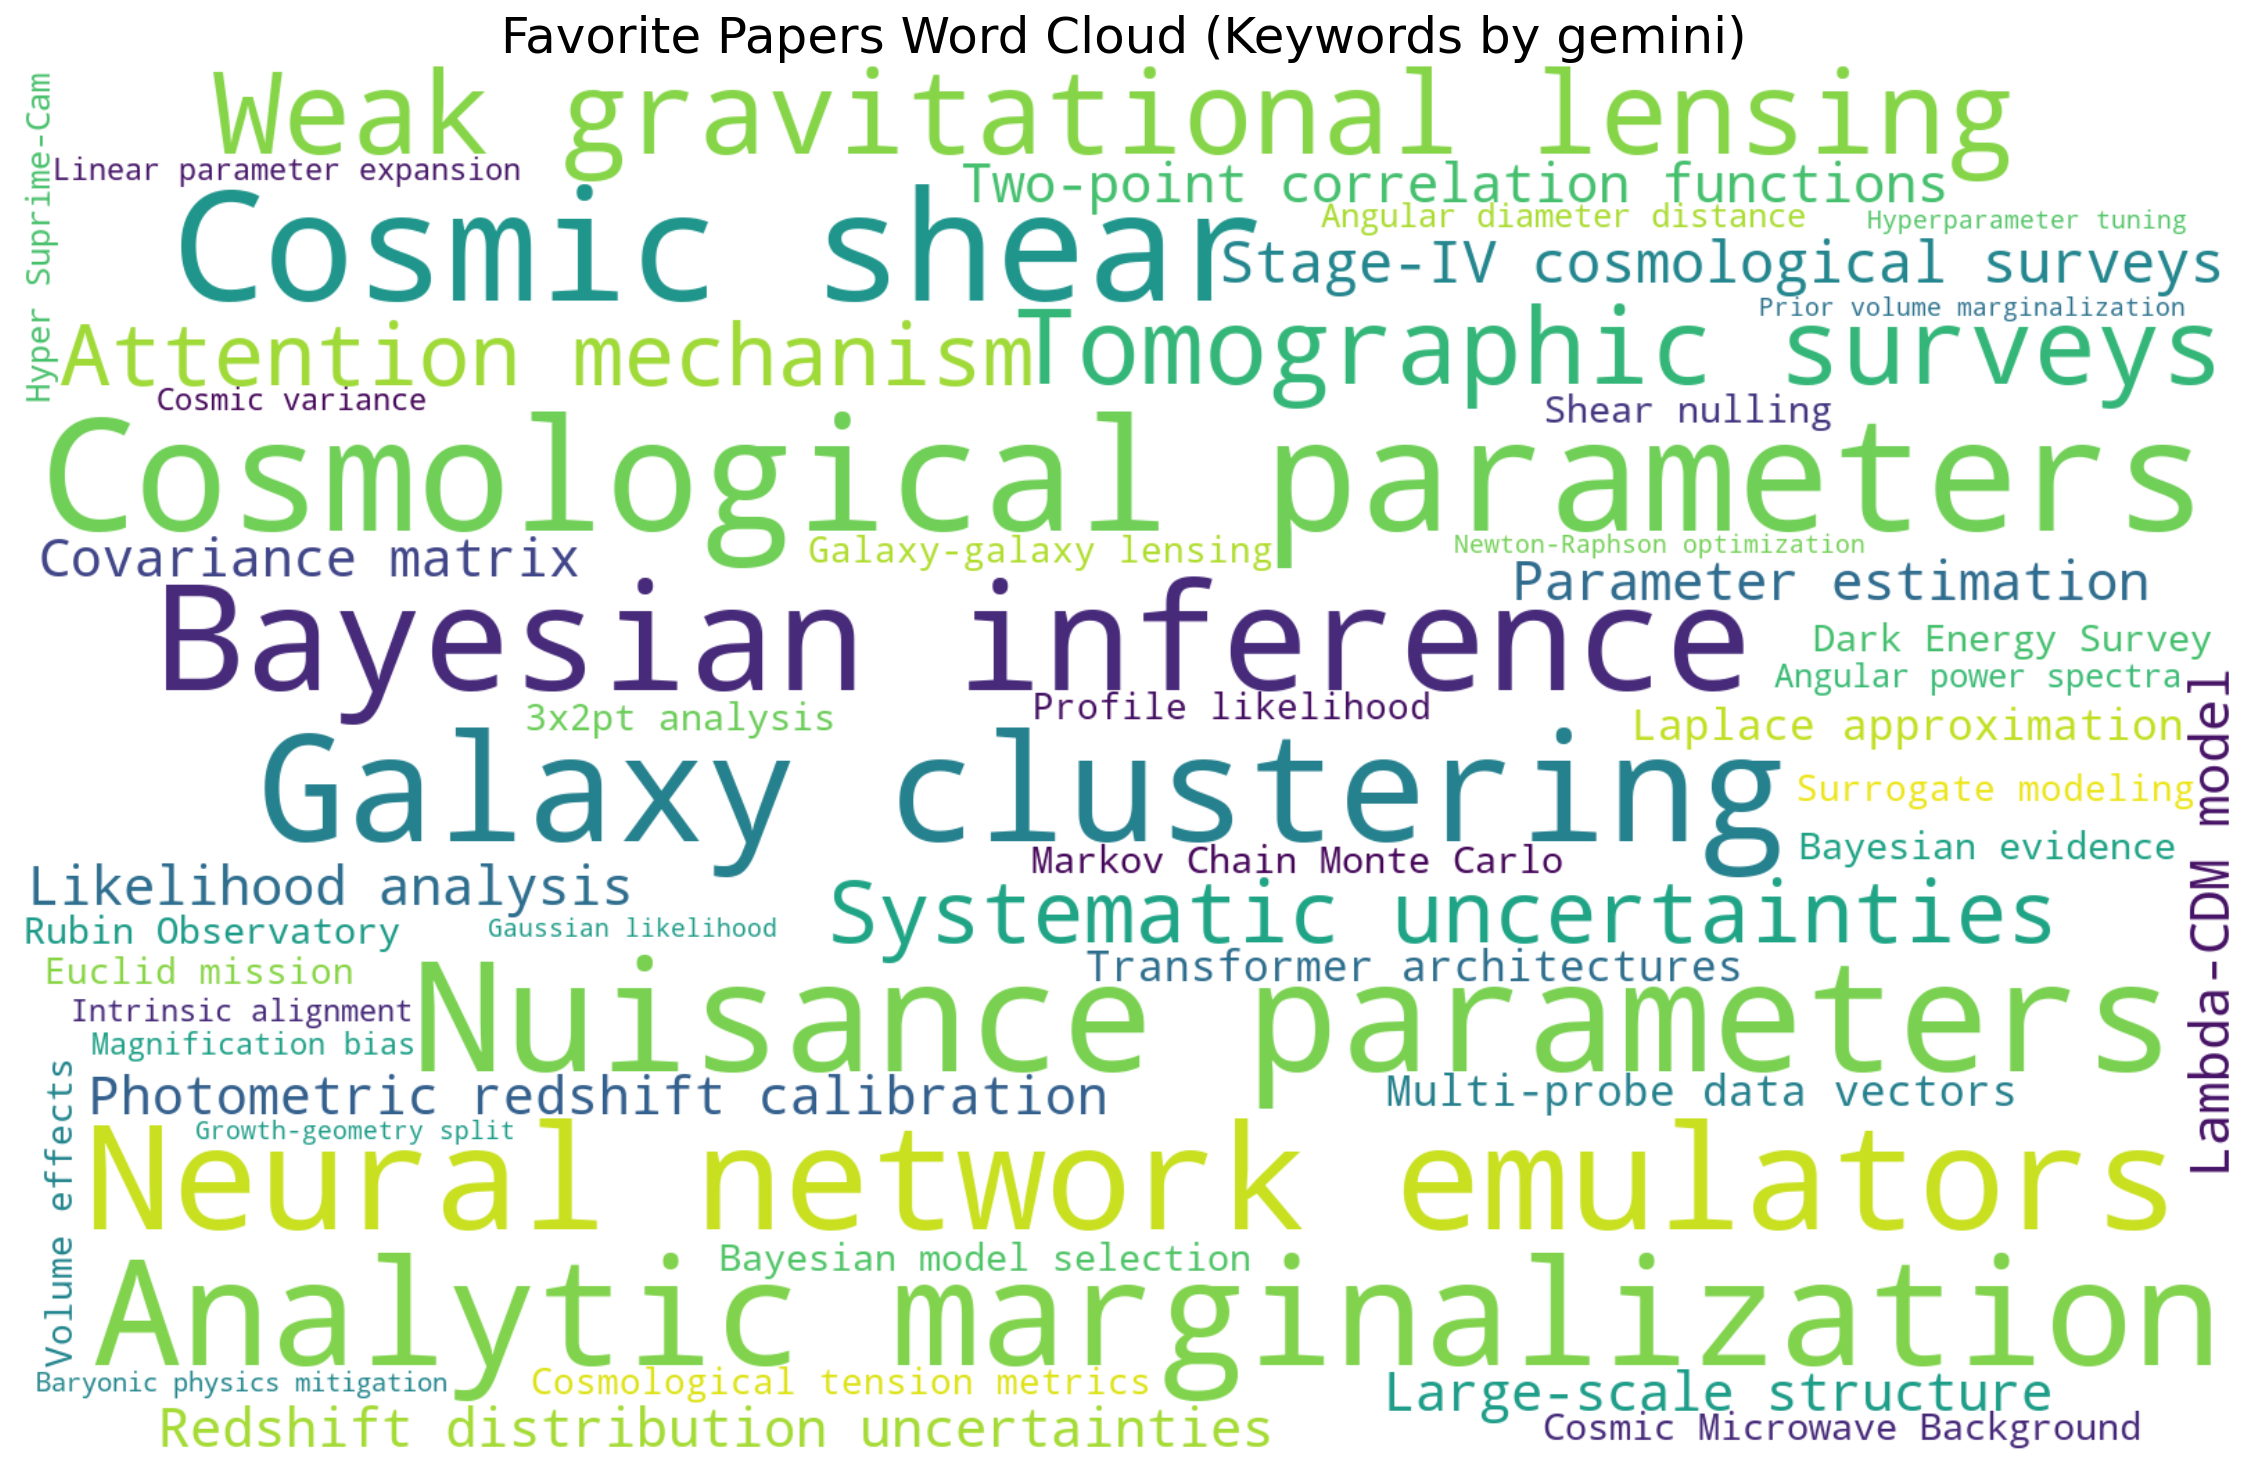 Favorite Papers Word Cloud (Keywords by gemini)
Weak gravitational lensing
Hyper Suprime-Cam
Linear parameter expansion
Two-point correlation functions
Cosmic shear
Angular diameter distance
Hyperparameter tuning
Stage-IV cosmological surveys
Prior volume marginalization
Attention mechanism
Tomographic surveys
Cosmic variance
Shear nulling
Cosmological parameters
Covariance matrix
Galaxy-galaxy lensing
Newton-Raphson optimization
Parameter estimation
Bayesian inference
Dark Energy Survey
Angular power spectra
3x2pt analysis
Profile likelihood
Laplace approximation
Lambda-CDM model
Galaxy clustering
Surrogate modeling
Markov Chain Monte Carlo
Bayesian evidence
Likelihood analysis
Systematic uncertainties
Rubin Observatory
Gaussian likelihood
Euclid mission
Transformer architectures
Intrinsic alignment
Nuisance parameters
Magnification bias
Photometric redshift calibration
Multi-probe data vectors
Volume effects
Growth-geometry split
Neural network emulators
Bayesian model selection
Analytic marginalization
Baryonic physics mitigation
Cosmological tension metrics
Large-scale structure
Redshift distribution uncertainties
Cosmic Microwave Background